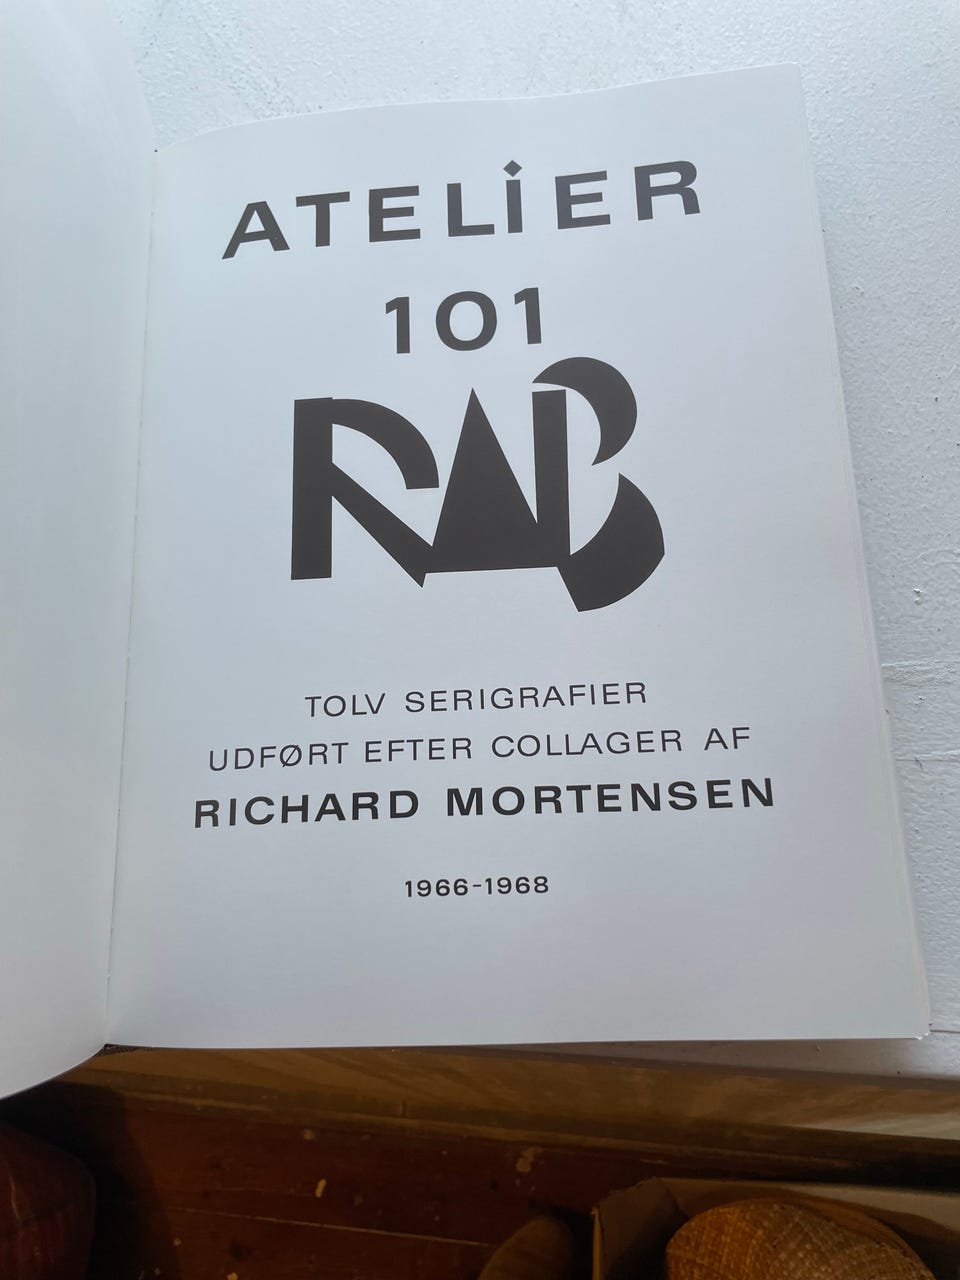 ATELiER
101
RAB
TOLV SERIGRAFIER
UDFØRT EFTER COLLAGER AF
RICHARD MORTENSEN
1966-1968